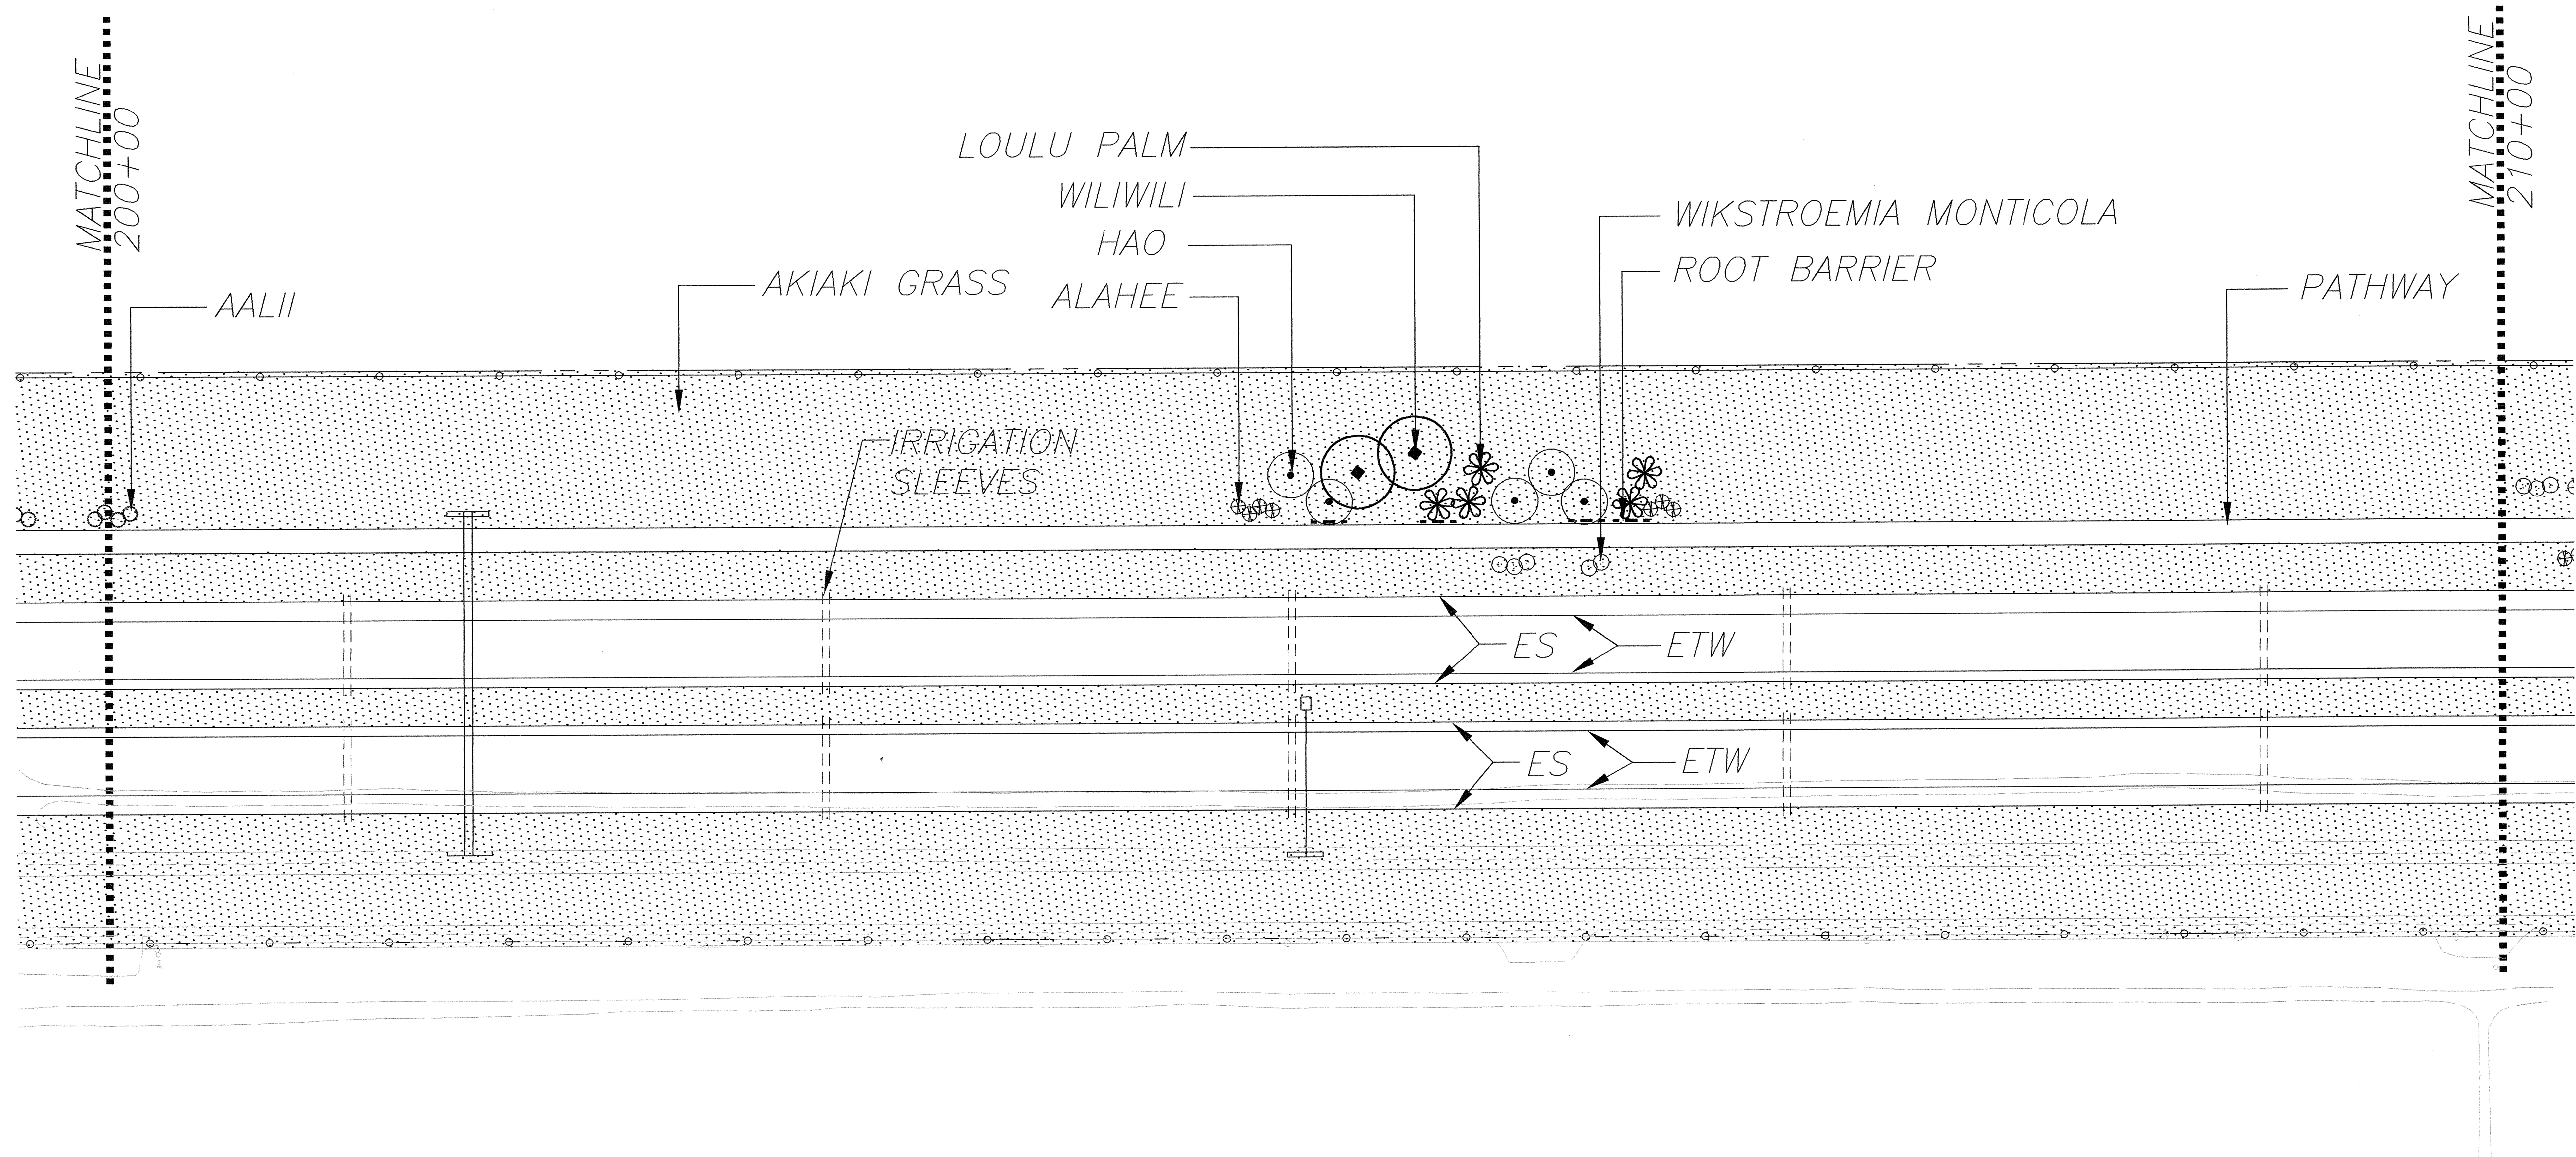 MATCHLINE
200+00
MATCHLINE
210+00
LOULU PALM
WILIWILI
HAO
ALAHEE
WIKSTROEMIA MONTICOLA
ROOT BARRIER
AKIAKI GRASS
AALII
PATHWAY
IRRIGATION
SLEEVES
ES
ETW
ES
ETW